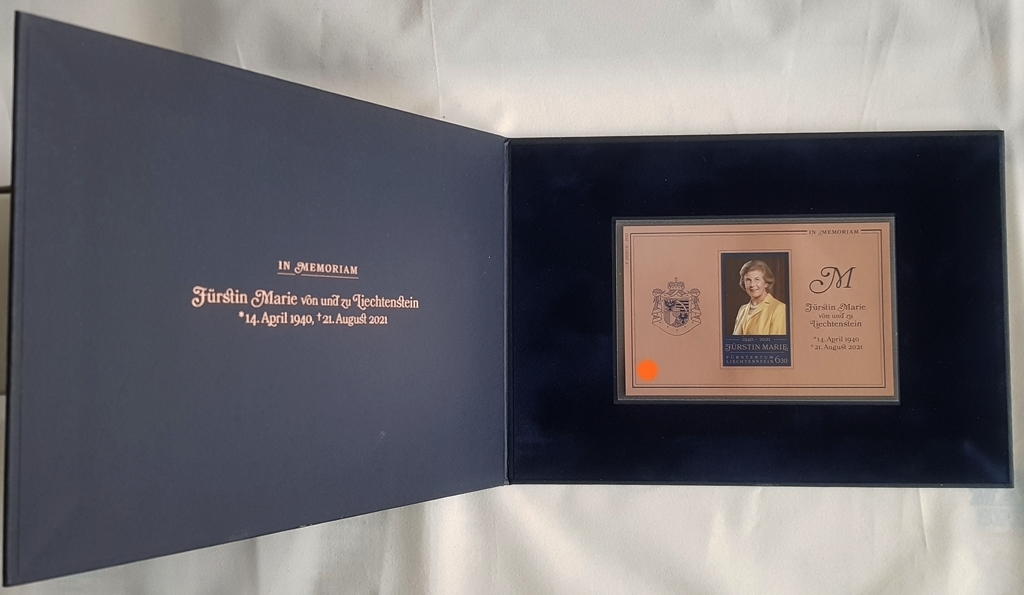 IN MEMORIAM
Fürstin Marie von und zu Liechtenstein
*14. April 1940, †21. August 2021
IN MEMORIAM
1940 – 2021
FÜRSTIN MARIE
FÜRSTENTUM
LIECHTENSTEIN 6.30
M
Fürstin Marie
von und zu
Liechtenstein
*14. April 1940
†21. August 2021